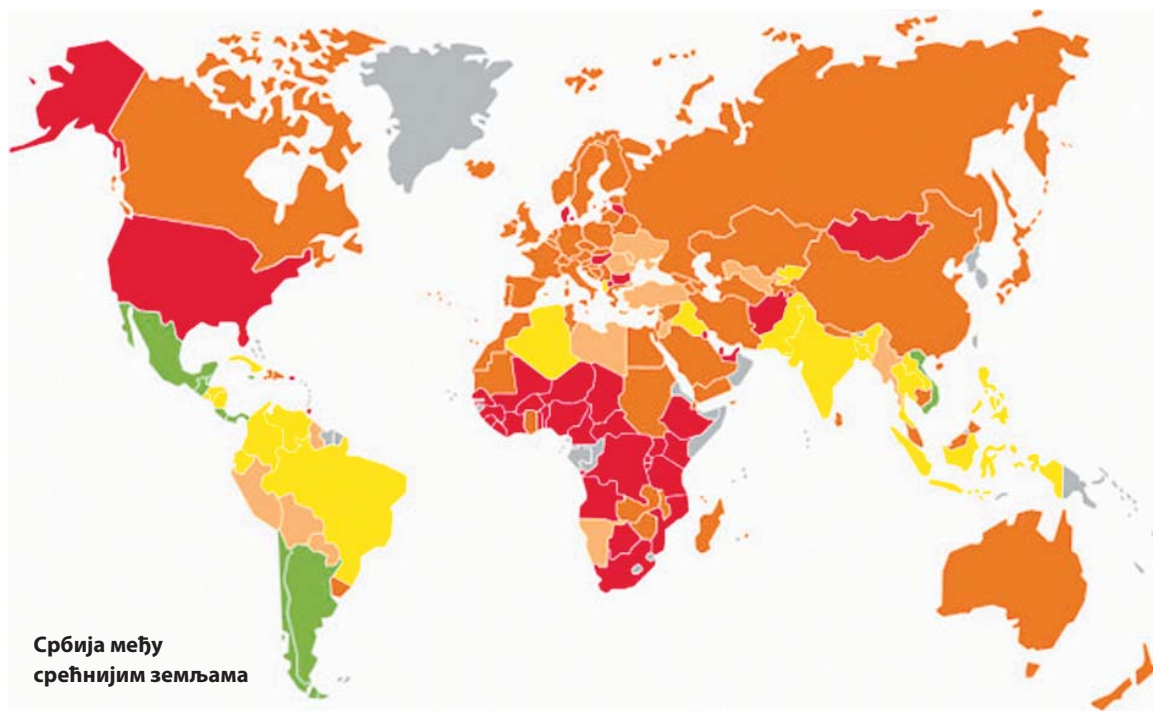 Србија међу
срећнијим земљама